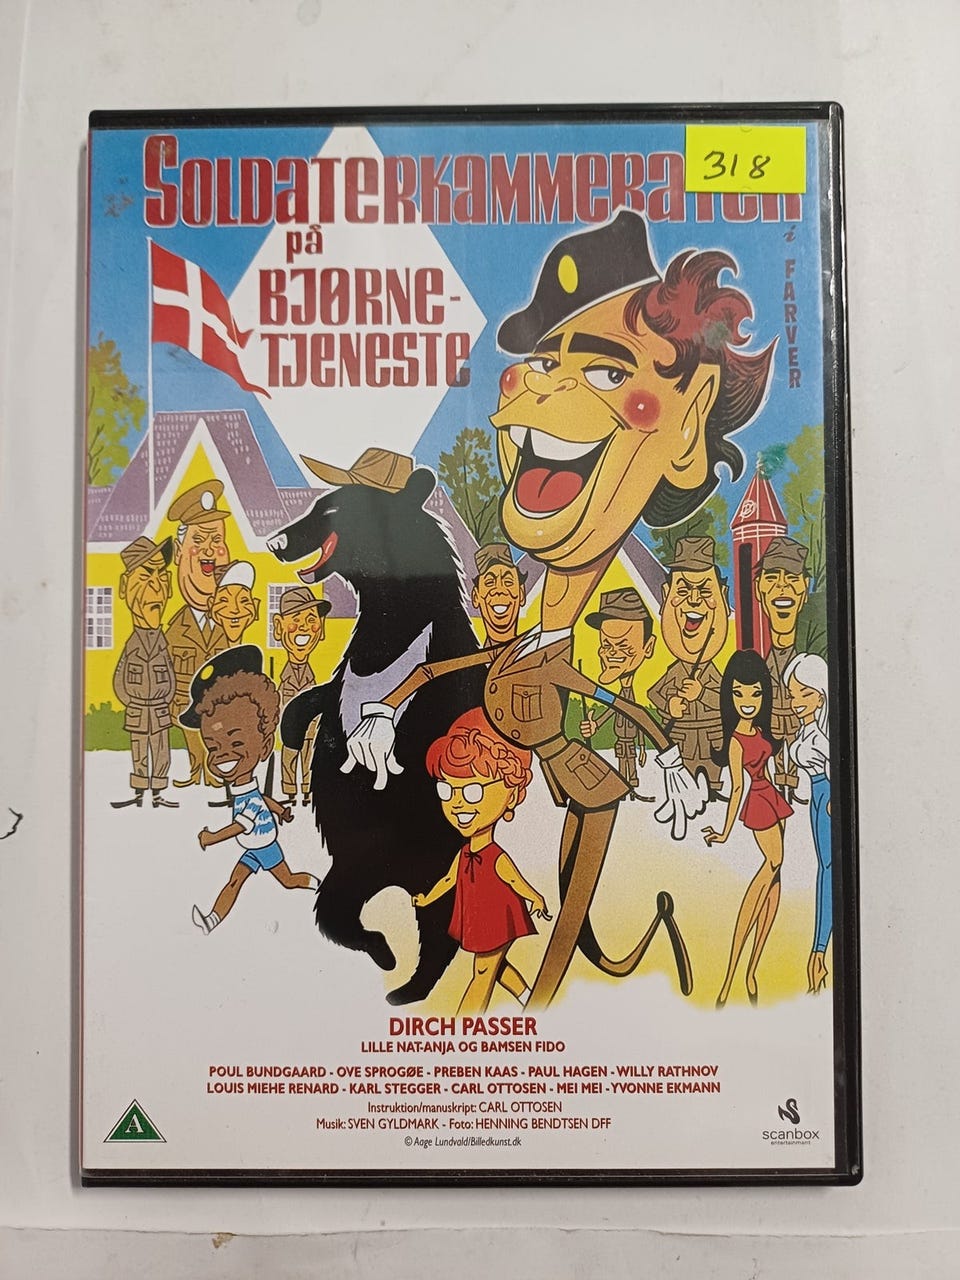 SOLDATERKAMMERATER
318
på
i FARVER
BJØRNE-
TJENESTE
DIRCH PASSER
LILLE NAT-ANJA OG BAMSEN FIDO
POUL BUNDGAARD - OVE SPROGØE - PREBEN KAAS - PAUL HAGEN - WILLY RATHNOV
LOUIS MIEHE RENARD - KARL STEGGER - CARL OTTOSEN - MEI MEI - YVONNE EKMANN
Instruktion/manuskript: CARL OTTOSEN
Musik: SVEN GYLDMARK - Foto: HENNING BENDTSEN DFF
© Aage Lundvald/Billedkunst.dk
A
scanbox
entertainment